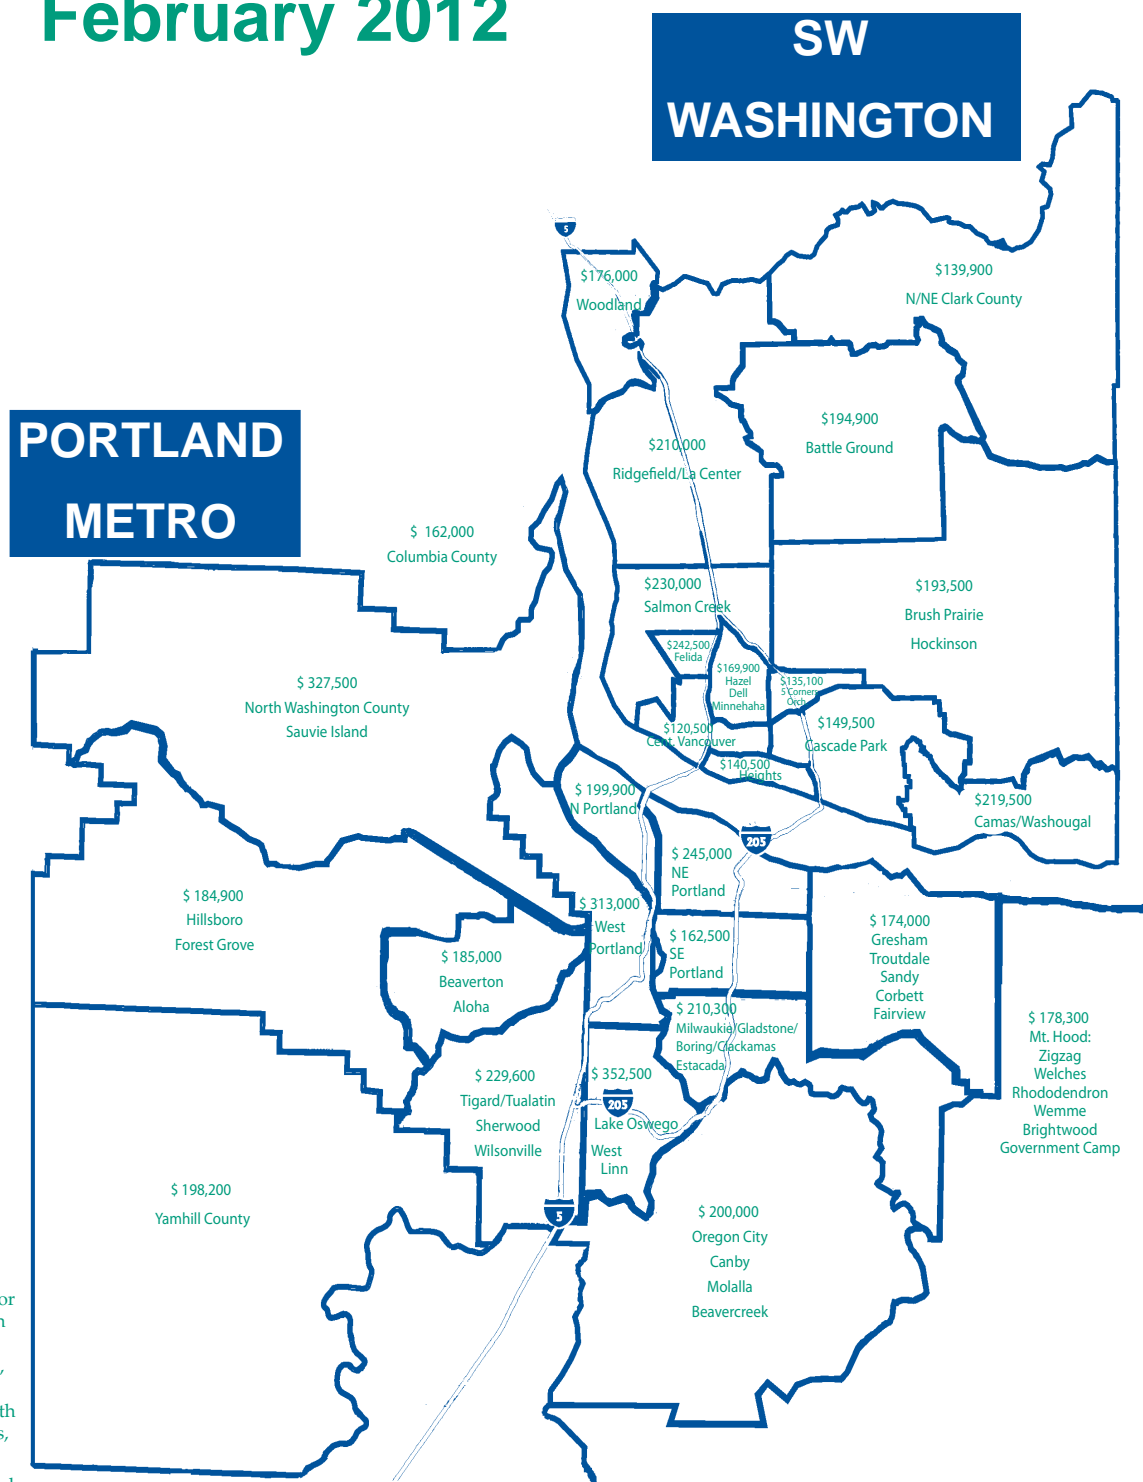 February 2012
SW
WASHINGTON
5
$176,000
Woodland
$139,900
N/NE Clark County
$194,900
Battle Ground
$210,000
Ridgefield/La Center
PORTLAND
METRO
$ 162,000
Columbia County
$230,000
Salmon Creek
$193,500
Brush Prairie
Hockinson
$242,500
Felida
$169,900
Hazel
Dell
Minnehaha
$135,100
5 Corners
Orch
$ 327,500
North Washington County
Sauvie Island
$149,500
Cascade Park
$120,500
Cent. Vancouver
$140,500
Heights
$219,500
Camas/Washougal
$ 199,900
N Portland
205
$ 245,000
NE
Portland
$ 184,900
Hillsboro
Forest Grove
$ 313,000
West
Portland
$ 162,500
SE
Portland
$ 174,000
Gresham
Troutdale
Sandy
Corbett
Fairview
$ 185,000
Beaverton
Aloha
$ 210,300
Milwaukie/Gladstone/
Boring/Clackamas
Estacada
$ 178,300
Mt. Hood:
Zigzag
Welches
Rhododendron
Wemme
Brightwood
Government Camp
$ 229,600
Tigard/Tualatin
Sherwood
Wilsonville
$ 352,500
205
Lake Oswego
West
Linn
$ 198,200
Yamhill County
5
$ 200,000
Oregon City
Canby
Molalla
Beavercreek
or
,
th
s,